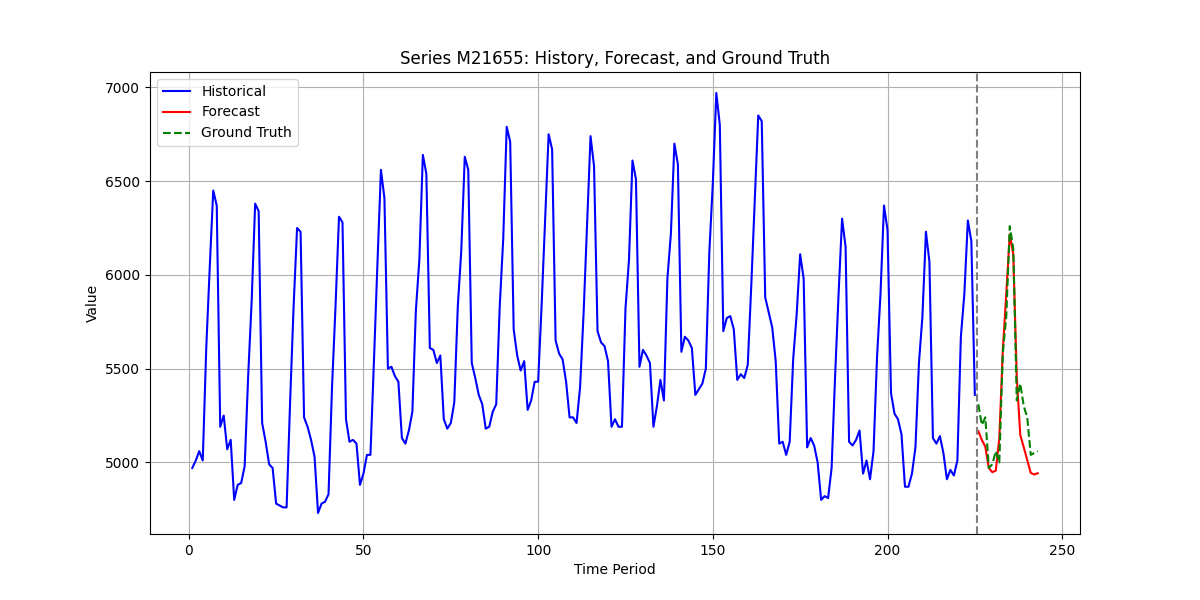 Series M21655: History, Forecast, and Ground Truth
Historical
Forecast
Ground Truth
7000
6500
6000
5500
5000
Value
0 50 100 150 200 250
Time Period